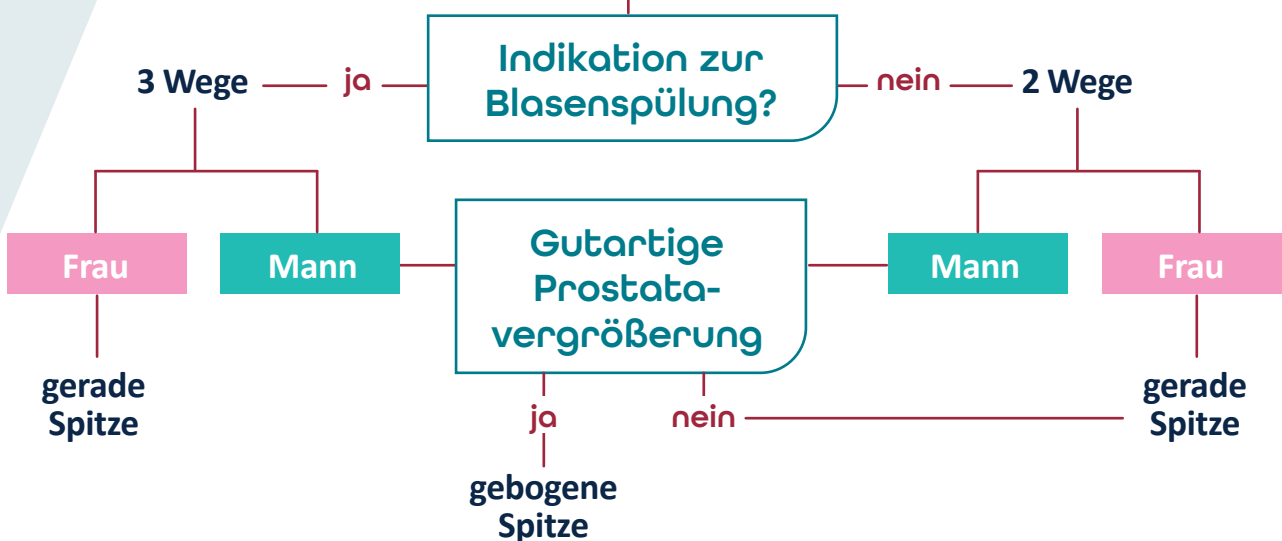 Indikation zur
Blasenspülung?
3 Wege
ja
nein
2 Wege
Frau
Mann
Gutartige
Prostata-
vergrößerung
Mann
Frau
gerade
Spitze
ja
nein
gerade
Spitze
gebogene
Spitze